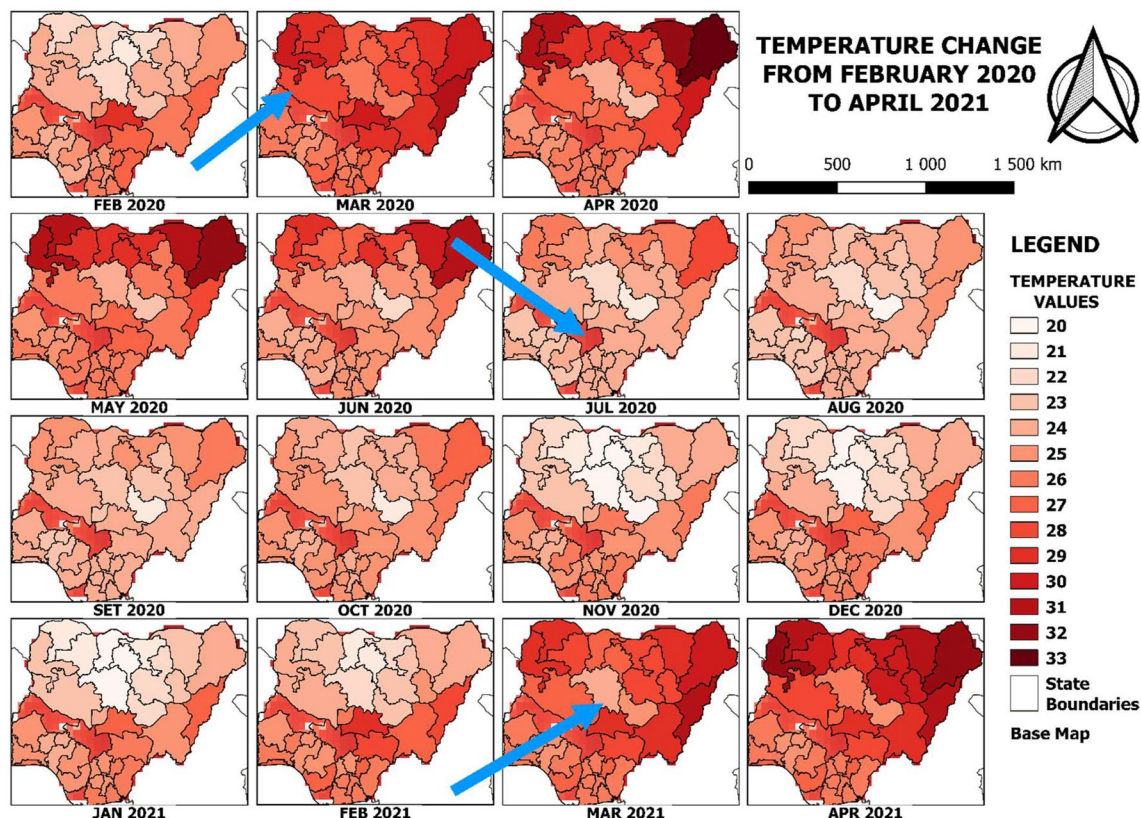 TEMPERATURE CHANGE
FROM FEBRUARY 2020
TO APRIL 2021
0 500 1 000 1 500 km
FEB 2020
MAR 2020
APR 2020
MAY 2020
JUN 2020
JUL 2020
AUG 2020
SET 2020
OCT 2020
NOV 2020
DEC 2020
JAN 2021
FEB 2021
MAR 2021
APR 2021
LEGEND
TEMPERATURE
VALUES
20
21
22
23
24
25
26
27
28
29
30
31
32
33
State
Boundaries
Base Map